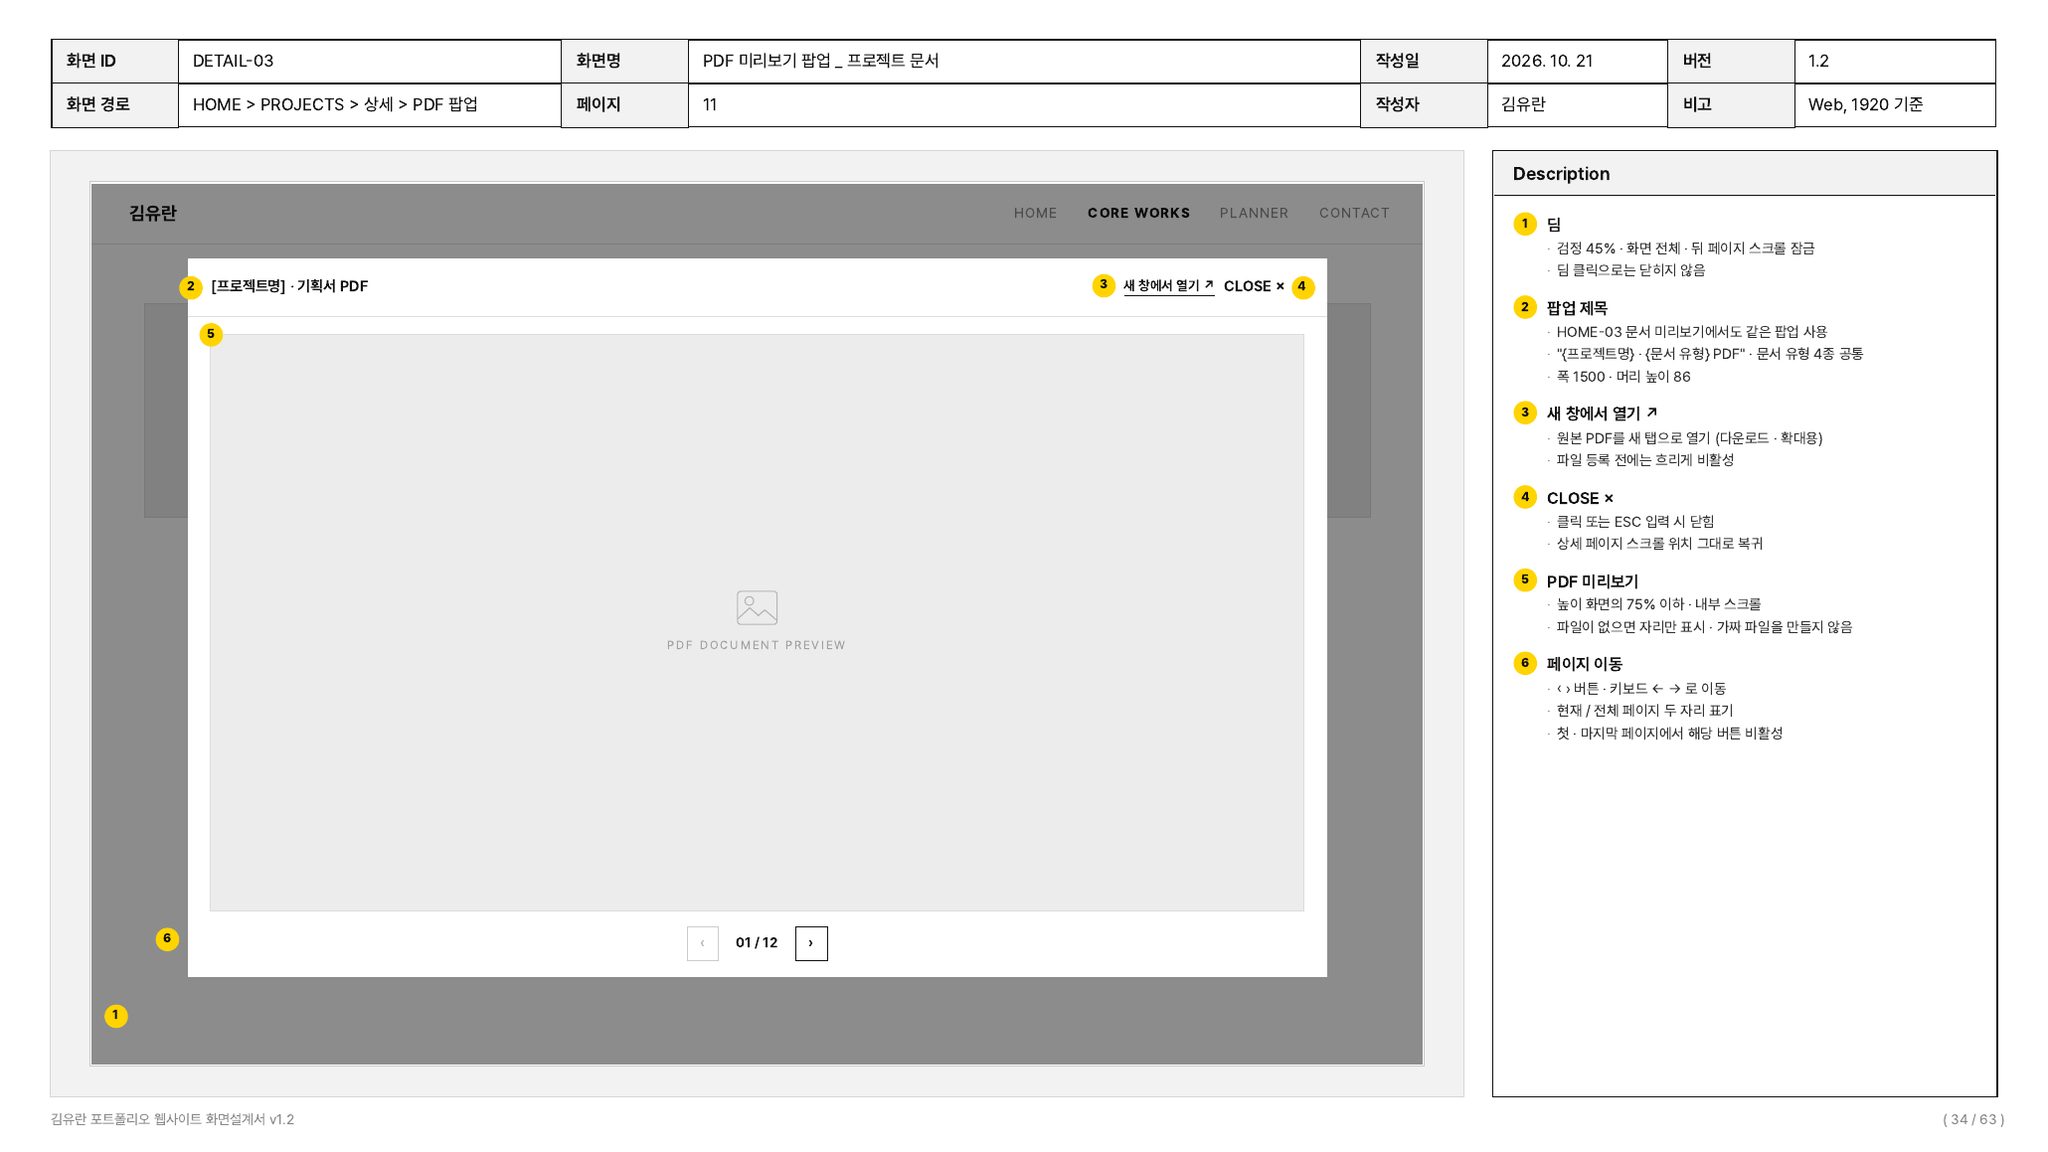 화면 ID DETAIL-03 화면명 PDF 미리보기 팝업 _ 프로젝트 문서 작성일 2026. 10. 21 버전 1.2
화면 경로 HOME > PROJECTS > 상세 > PDF 팝업 페이지 11 작성자 김유란 비고 Web, 1920 기준
김유란 HOME CORE WORKS PLANNER CONTACT
2 [프로젝트명] · 기획서 PDF 3 새 창에서 열기 ↗ CLOSE × 4
5
PDF DOCUMENT PREVIEW
6 ‹ 01 / 12 ›
1
Description
1 딤
· 검정 45% · 화면 전체 · 뒤 페이지 스크롤 잠금
· 딤 클릭으로는 닫히지 않음
2 팝업 제목
· HOME-03 문서 미리보기에서도 같은 팝업 사용
· "{프로젝트명} · {문서 유형} PDF" · 문서 유형 4종 공통
· 폭 1500 · 머리 높이 86
3 새 창에서 열기 ↗
· 원본 PDF를 새 탭으로 열기 (다운로드 · 확대용)
· 파일 등록 전에는 흐리게 비활성
4 CLOSE ×
· 클릭 또는 ESC 입력 시 닫힘
· 상세 페이지 스크롤 위치 그대로 복귀
5 PDF 미리보기
· 높이 화면의 75% 이하 · 내부 스크롤
· 파일이 없으면 자리만 표시 · 가짜 파일을 만들지 않음
6 페이지 이동
· ‹ › 버튼 · 키보드 ← → 로 이동
· 현재 / 전체 페이지 두 자리 표기
· 첫 · 마지막 페이지에서 해당 버튼 비활성
김유란 포트폴리오 웹사이트 화면설계서 v1.2
( 34 / 63 )